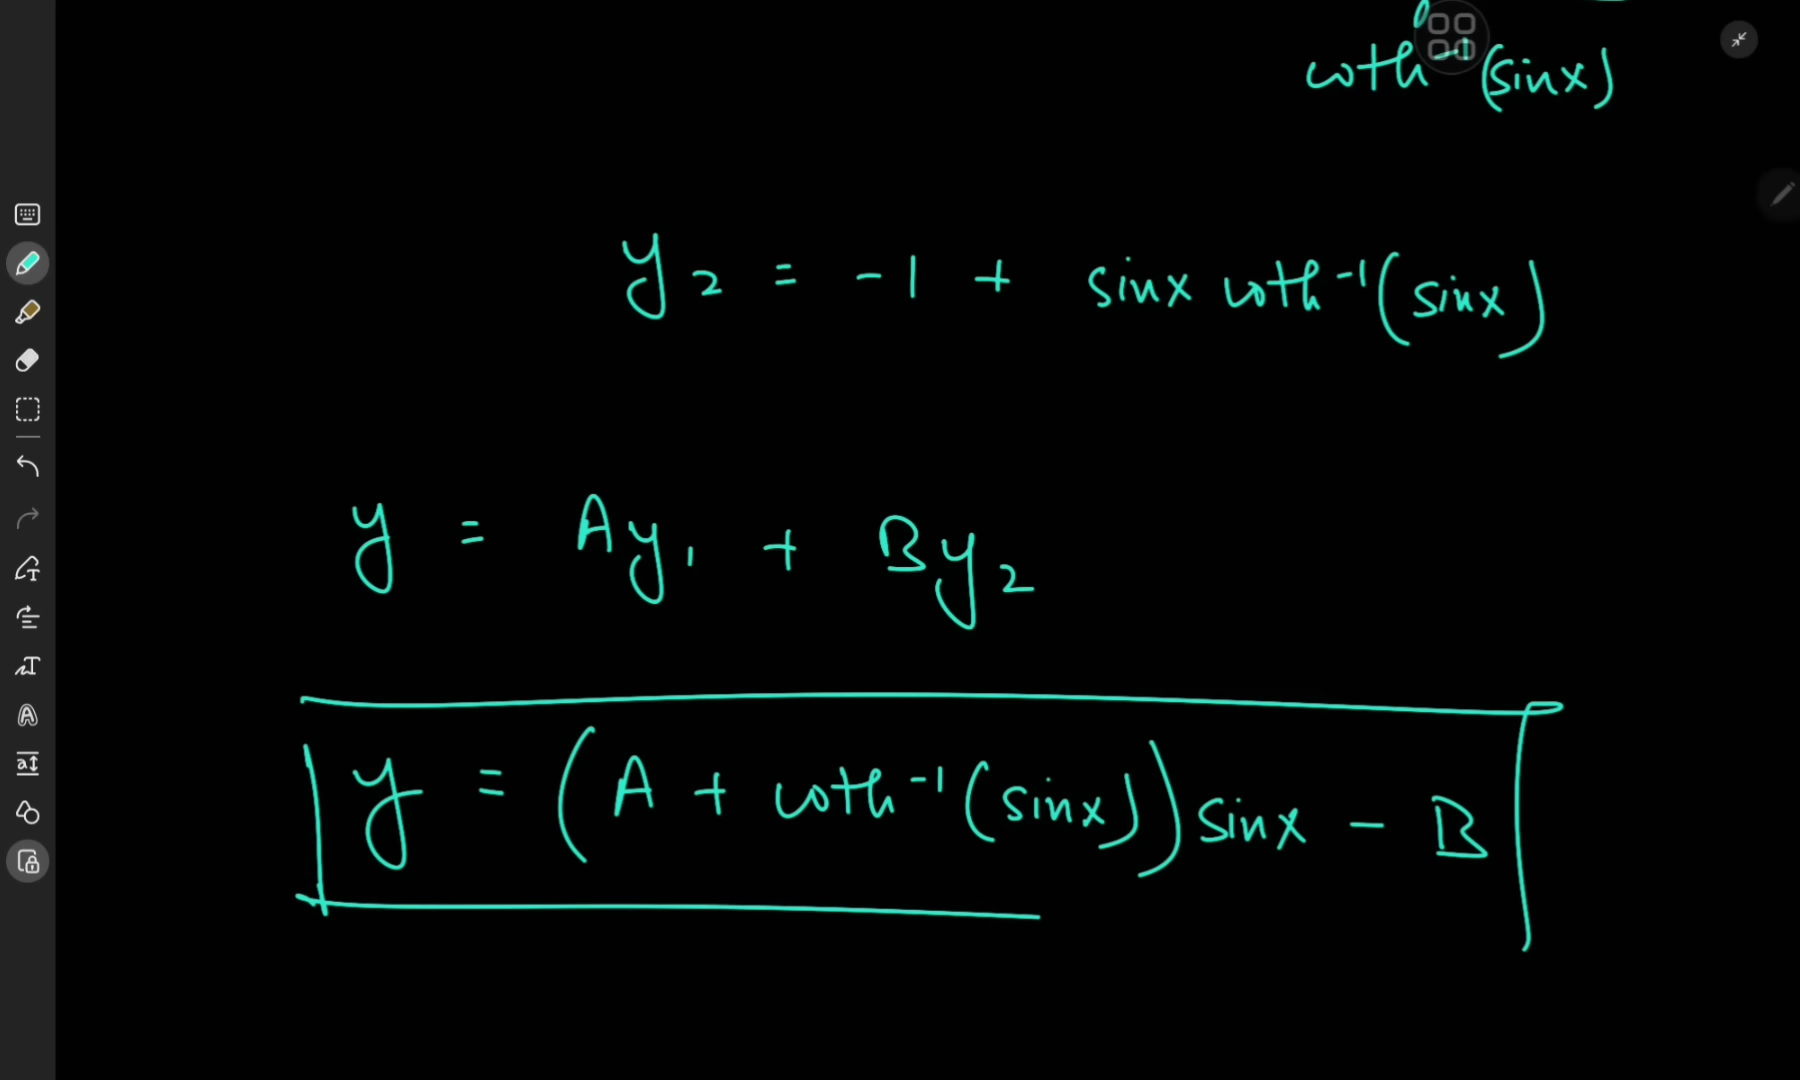 coth⁻¹(sinx)
y₂ = -1 + sinx coth⁻¹(sinx)
y = Ay₁ + By₂
y = (A + coth⁻¹(sinx)) sinx - B